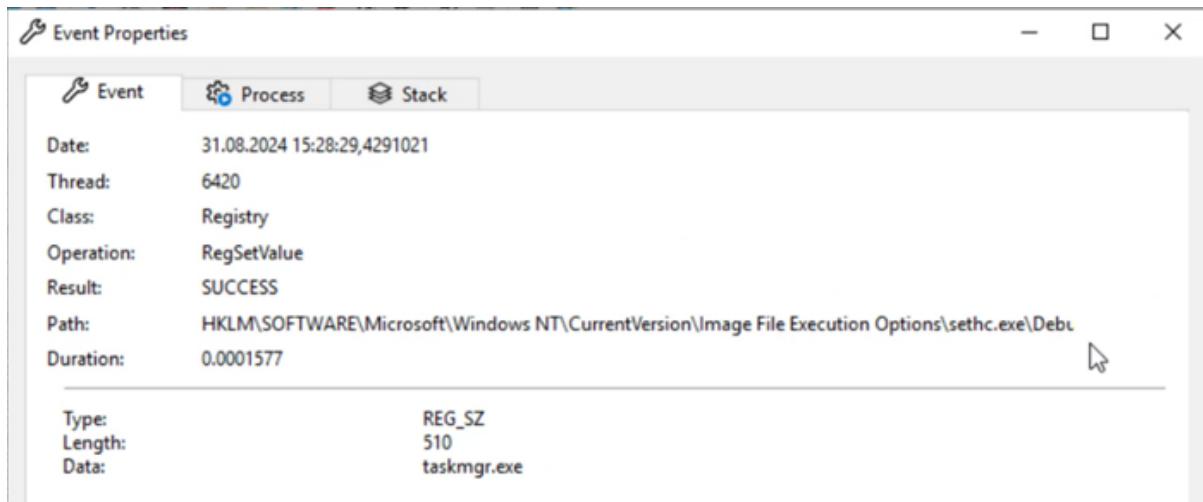 Event Properties
Event Process Stack
Date: 31.08.2024 15:28:29,4291021
Thread: 6420
Class: Registry
Operation: RegSetValue
Result: SUCCESS
Path: HKLM\SOFTWARE\Microsoft\Windows NT\CurrentVersion\Image File Execution Options\sethc.exe\Debu
Duration: 0.0001577
Type: REG_SZ
Length: 510
Data: taskmgr.exe